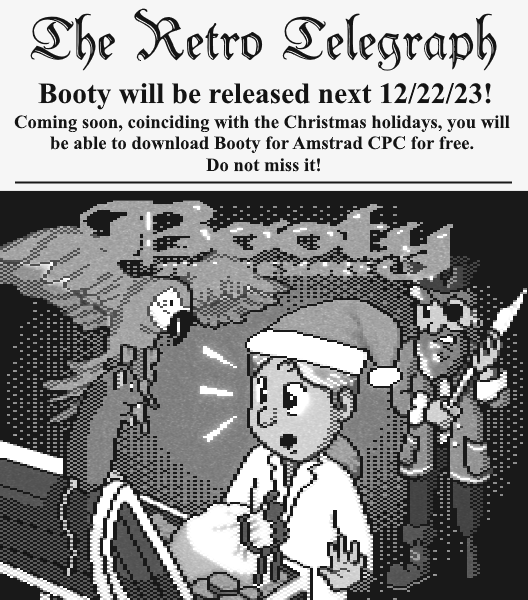 The Retro Telegraph
Booty will be released next 12/22/23!
Coming soon, coinciding with the Christmas holidays, you will
be able to download Booty for Amstrad CPC for free.
Do not miss it!
Booty